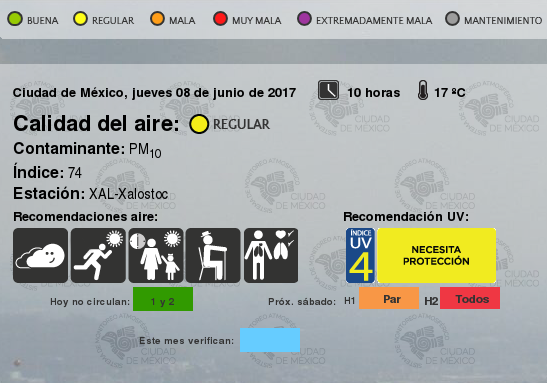 BUENA REGULAR MALA MUY MALA EXTREMADAMENTE MALA MANTENIMIENTO
Ciudad de México, jueves 08 de junio de 2017 10 horas 17 ºC
Calidad del aire: REGULAR
Contaminante: PM10
Índice: 74
Estación: XAL-Xalostoc
Recomendaciones aire: Recomendación UV:
ÍNDICE
UV
4
NECESITA
PROTECCIÓN
Hoy no circulan: 1 y 2 Próx. sábado: H1 Par H2 Todos
Este mes verifican:
CIUDAD
DE MÉXICO